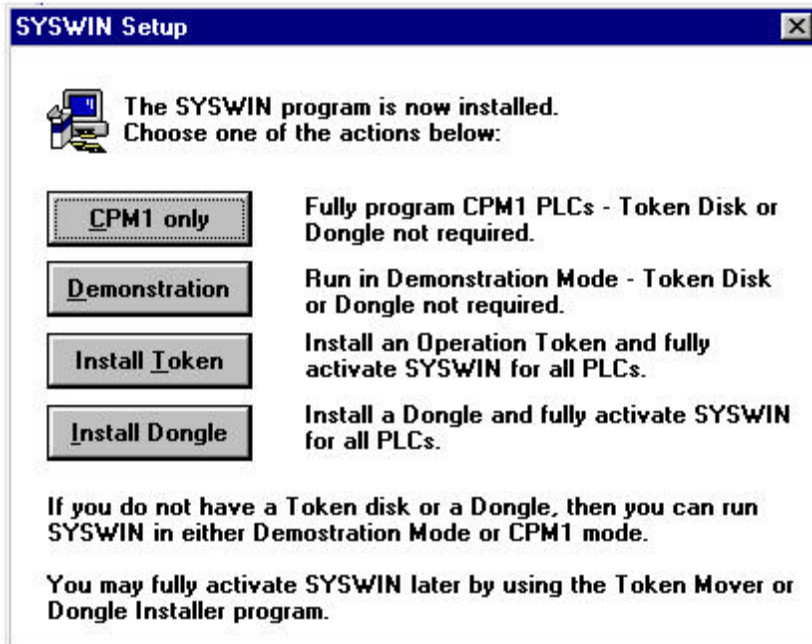 SYSWIN Setup
The SYSWIN program is now installed.
Choose one of the actions below:
CPM1 only
Fully program CPM1 PLCs - Token Disk or
Dongle not required.
Demonstration
Run in Demonstration Mode - Token Disk
or Dongle not required.
Install Token
Install an Operation Token and fully
activate SYSWIN for all PLCs.
Install Dongle
Install a Dongle and fully activate SYSWIN
for all PLCs.
If you do not have a Token disk or a Dongle, then you can run
SYSWIN in either Demostration Mode or CPM1 mode.
You may fully activate SYSWIN later by using the Token Mover or
Dongle Installer program.